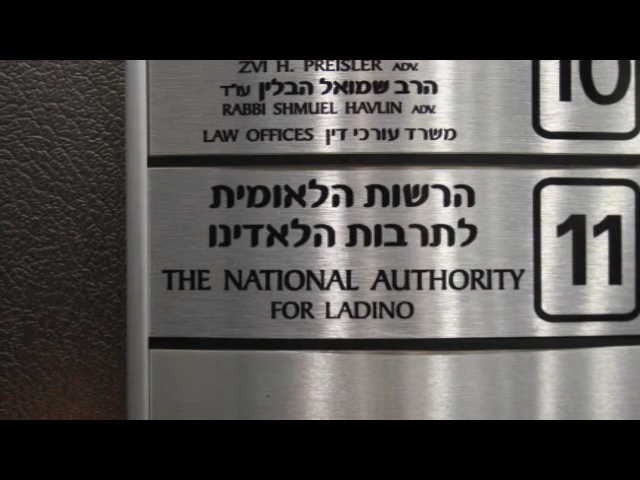 ZVI H. PREISLER ADV.
הרב שמואל הבלין עו"ד
RABBI SHMUEL HAVLIN ADV.
LAW OFFICES משרד עורכי דין
10
הרשות הלאומית
לתרבות הלאדינו
THE NATIONAL AUTHORITY
FOR LADINO
11